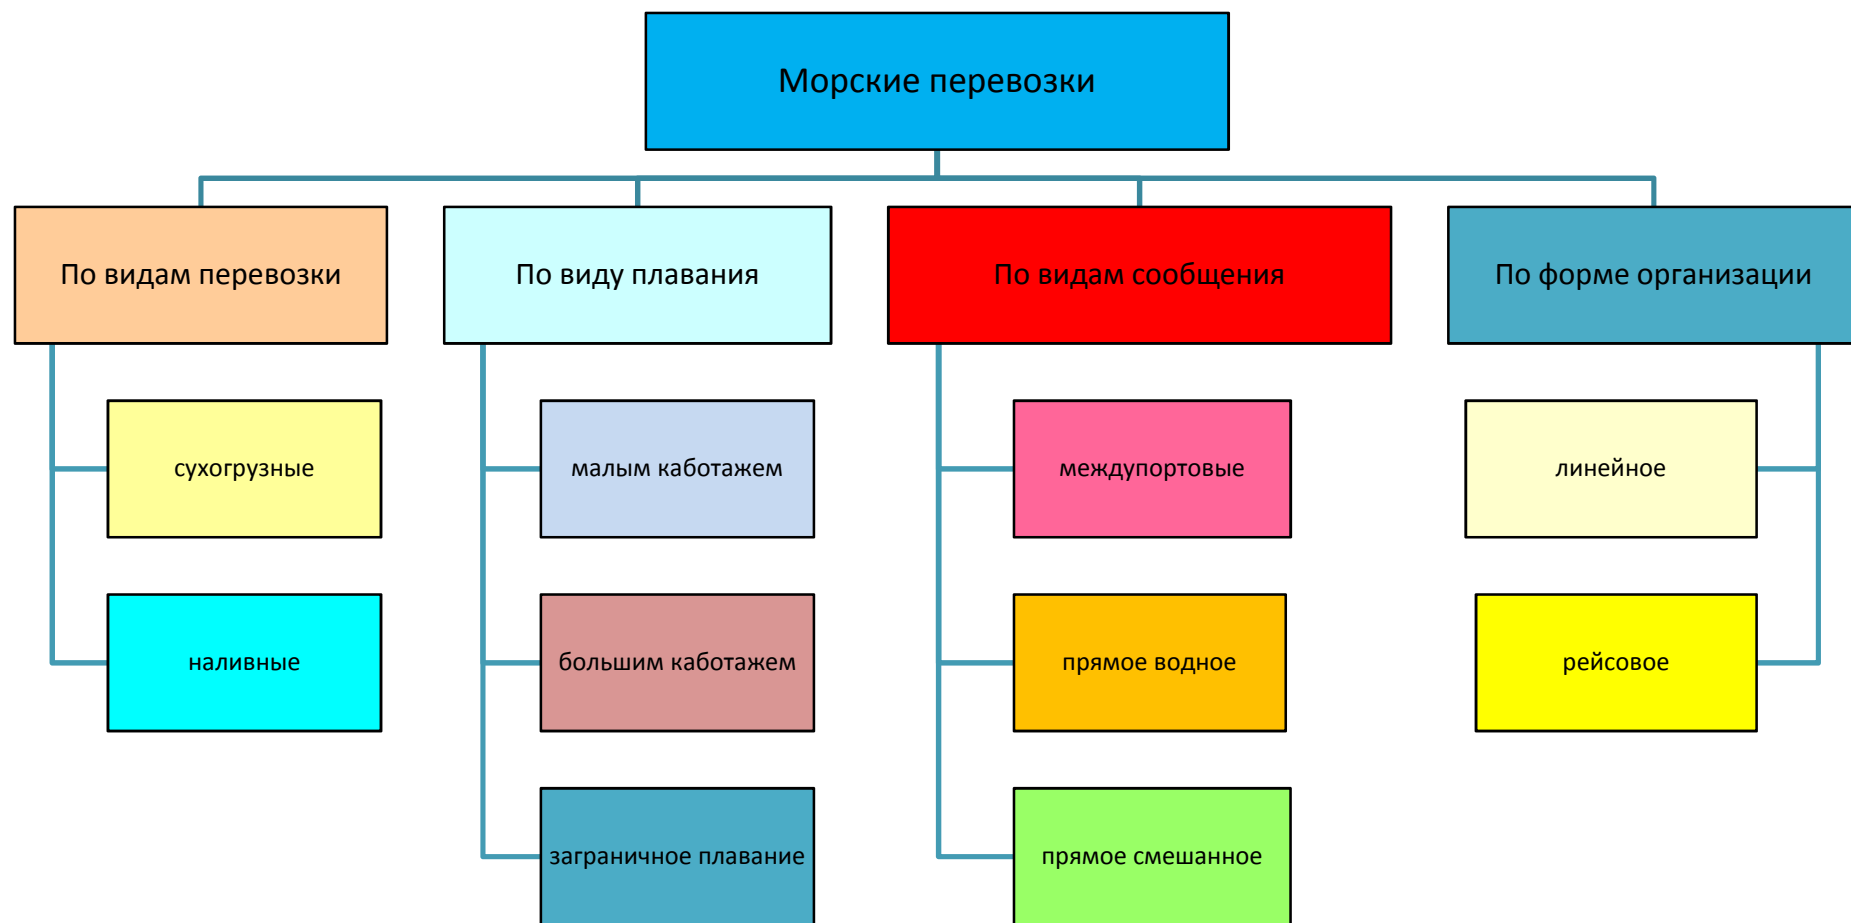 Морские перевозки
По видам перевозки
По виду плавания
По видам сообщения
По форме организации
сухогрузные
малым каботажем
междупортовые
линейное
наливные
большим каботажем
прямое водное
рейсовое
заграничное плавание
прямое смешанное